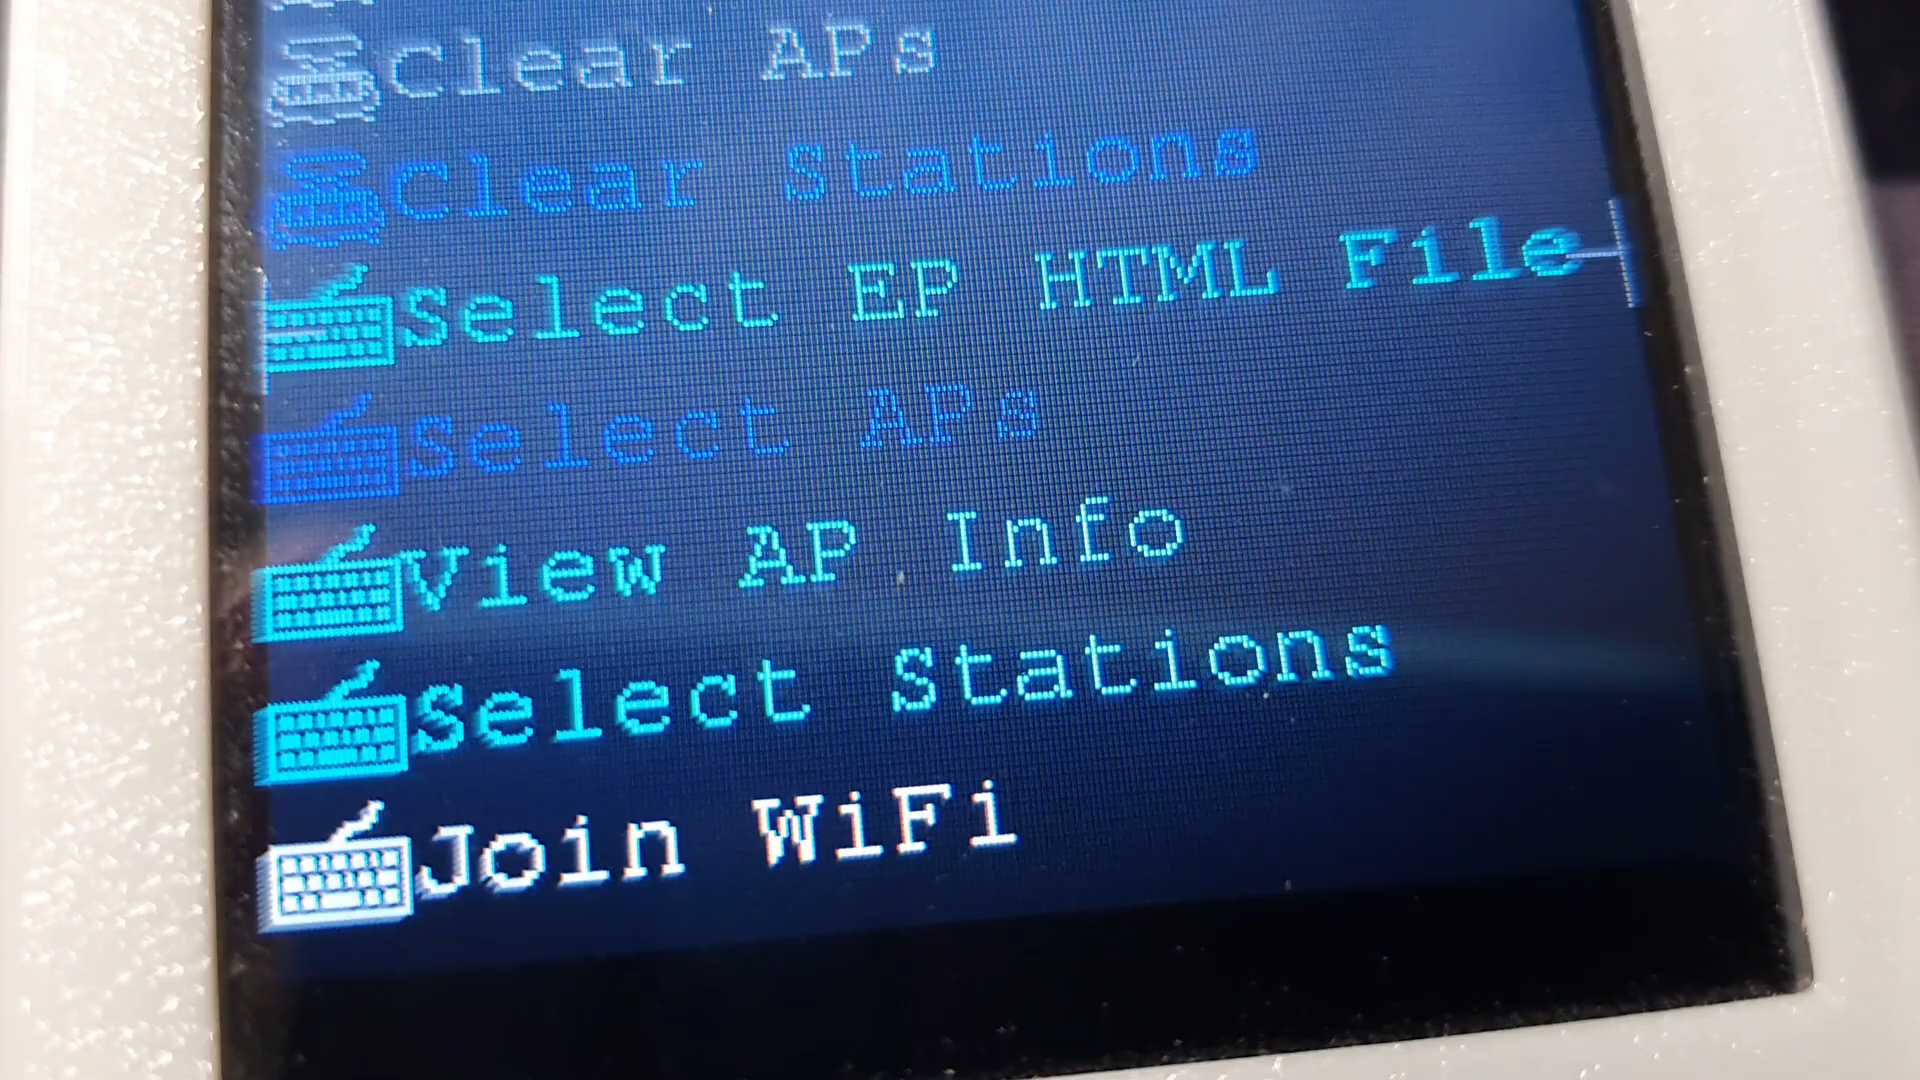 Clear APs
Clear Stations
Select EP HTML File
Select APs
View AP Info
Select Stations
Join WiFi